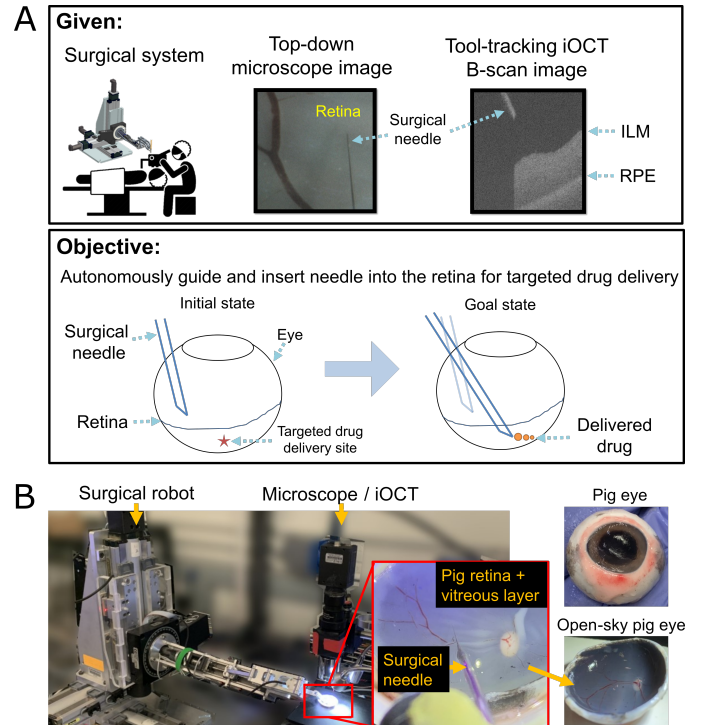 A
Given:
Surgical system
Top-down
microscope image
Tool-tracking iOCT
B-scan image
Retina
Surgical
needle
ILM
RPE
Objective:
Autonomously guide and insert needle into the retina for targeted drug delivery
Initial state
Goal state
Surgical
needle
Eye
Retina
Targeted drug
delivery site
Delivered
drug
B
Surgical robot
Microscope / iOCT
Pig eye
Pig retina +
vitreous layer
Open-sky pig eye
Surgical
needle